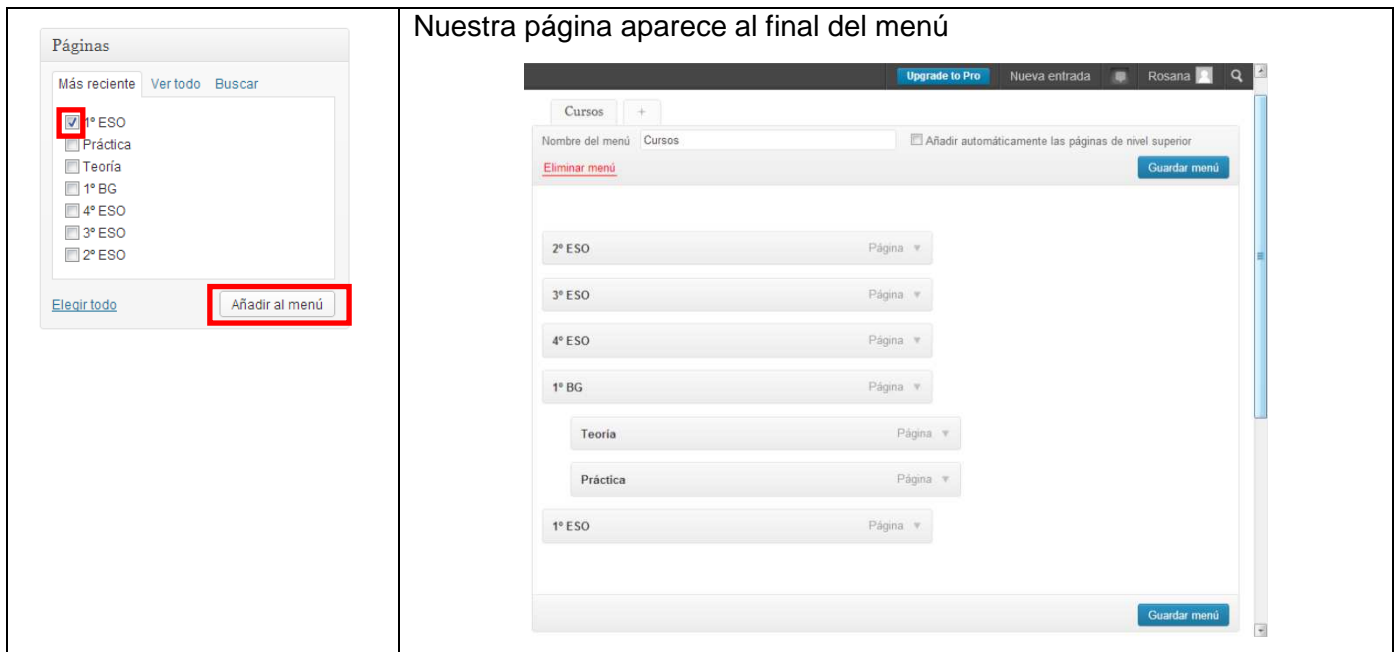 Páginas
Más reciente Ver todo Buscar
1º ESO
Práctica
Teoría
1º BG
4º ESO
3º ESO
2º ESO
Elegir todo Añadir al menú
Nuestra página aparece al final del menú
Upgrade to Pro Nueva entrada Rosana
Cursos +
Nombre del menú Cursos Añadir automáticamente las páginas de nivel superior
Eliminar menú Guardar menú
2º ESO Página
3º ESO Página
4º ESO Página
1º BG Página
Teoría Página
Práctica Página
1º ESO Página
Guardar menú